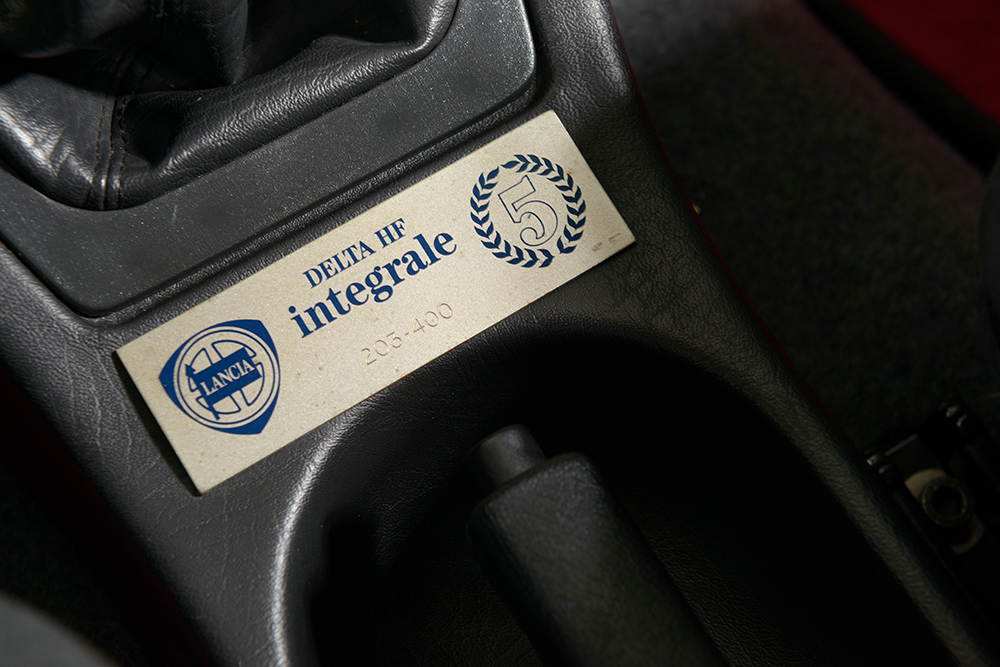 DELTA HF
integrale
203-400
LANCIA
5